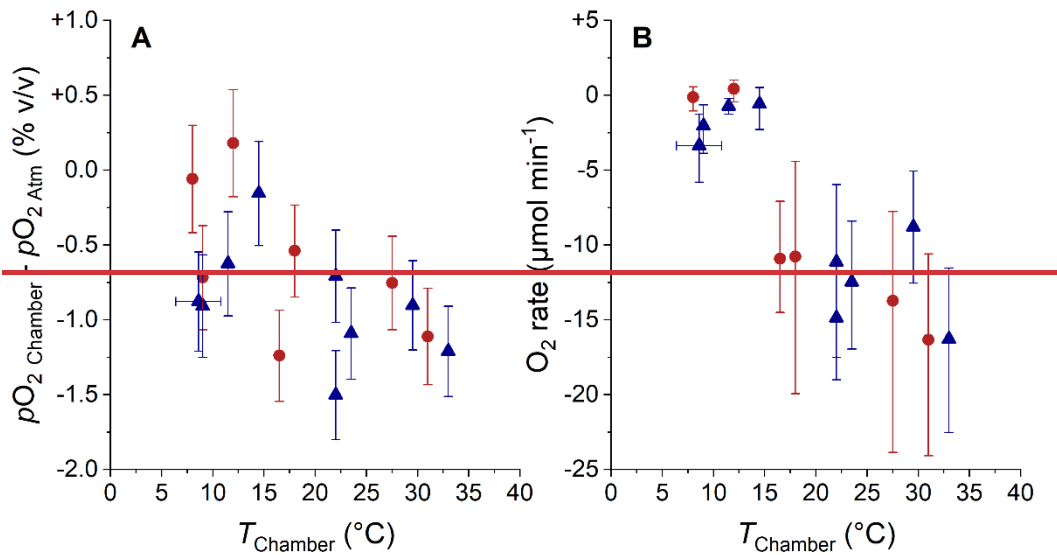 A
pO2 Chamber - pO2 Atm (% v/v)
+1.0
+0.5
0.0
-0.5
-1.0
-1.5
-2.0
0 5 10 15 20 25 30 35 40
TChamber (°C)
B
O2 rate (µmol min-1)
+5
0
-5
-10
-15
-20
-25
0 5 10 15 20 25 30 35 40
TChamber (°C)